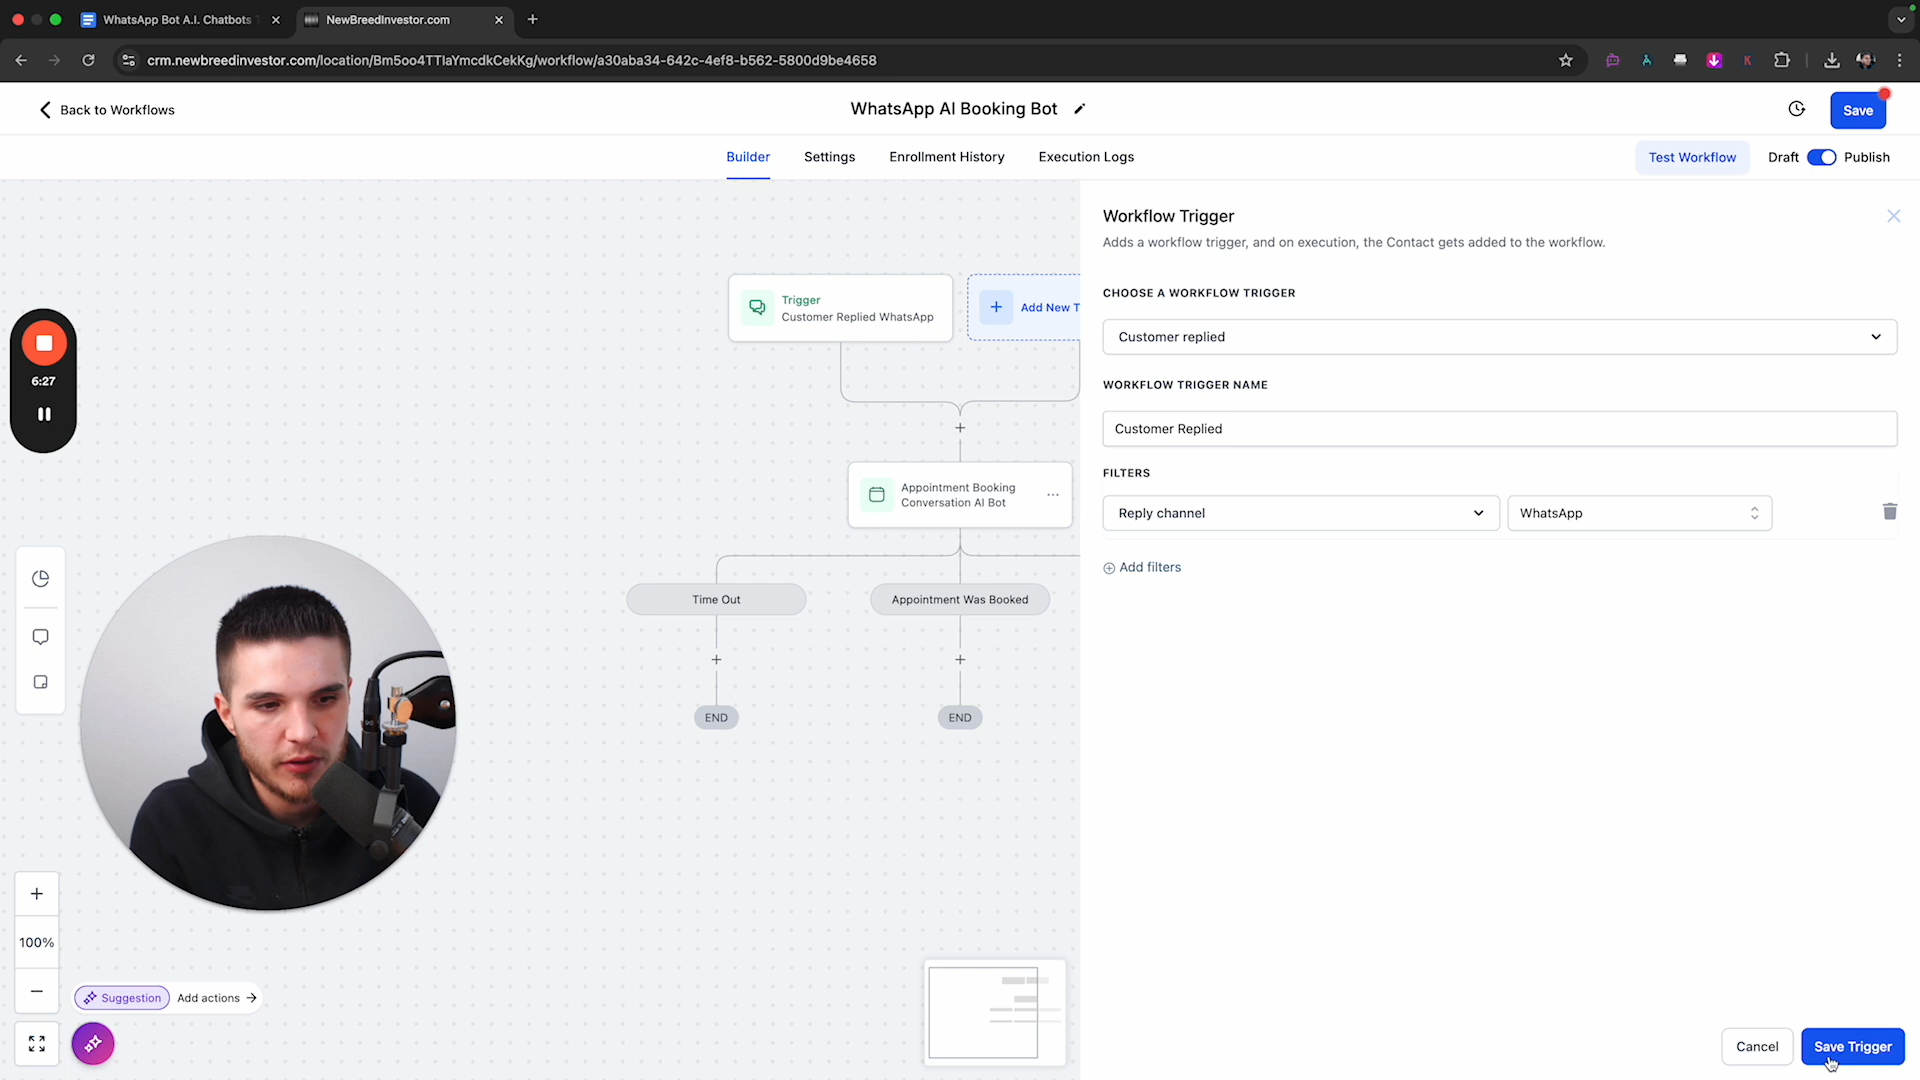 WhatsApp Bot A.I. Chatbots
NewBreedInvestor.com
crm.newbreedinvestor.com/location/Bm5oo4TTIaYmcdkCekKg/workflow/a30aba34-642c-4ef8-b562-5800d9be4658
Back to Workflows
WhatsApp AI Booking Bot
Save
Builder
Settings
Enrollment History
Execution Logs
Test Workflow
Draft
Publish
Workflow Trigger
Adds a workflow trigger, and on execution, the Contact gets added to the workflow.
CHOOSE A WORKFLOW TRIGGER
Customer replied
WORKFLOW TRIGGER NAME
Customer Replied
FILTERS
Reply channel
WhatsApp
Add filters
Trigger
Customer Replied WhatsApp
Add New T
Appointment Booking
Conversation AI Bot
Time Out
Appointment Was Booked
END
END
6:27
100%
Suggestion
Add actions
Cancel
Save Trigger